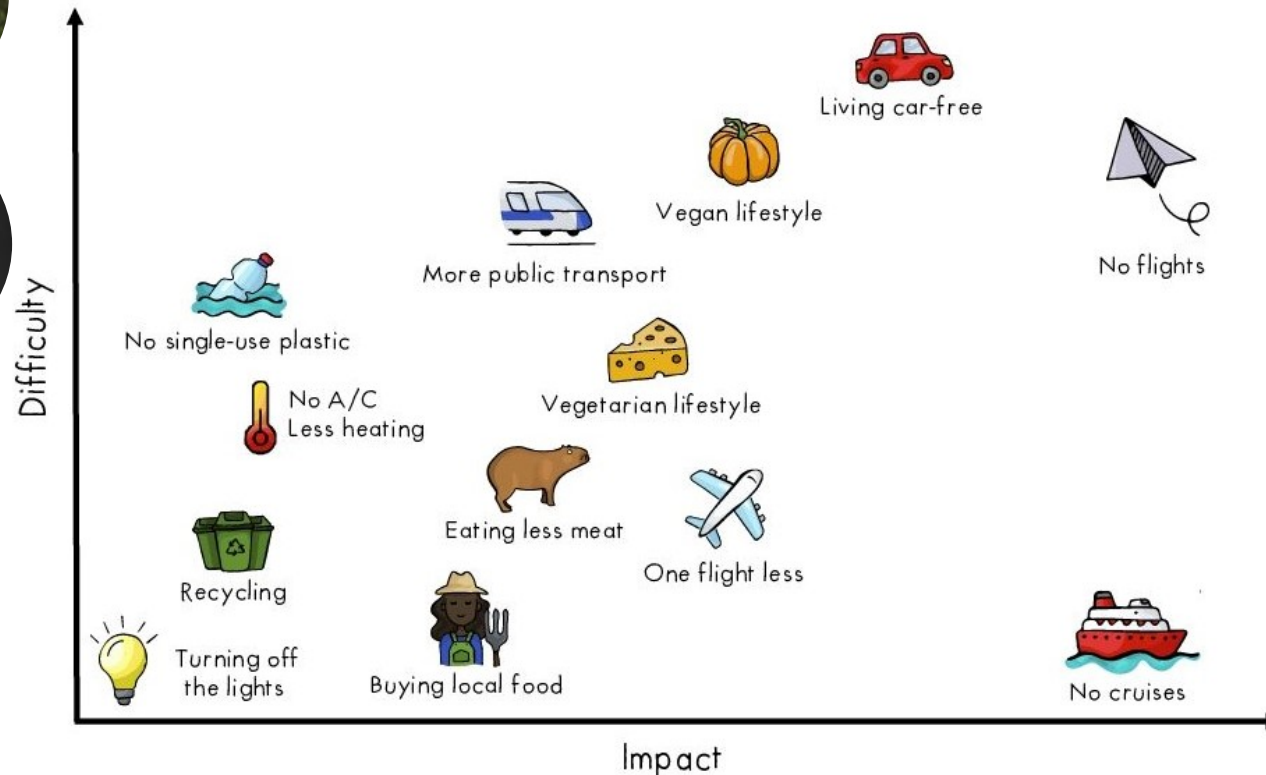 Living car-free
Vegan lifestyle
More public transport
No flights
No single-use plastic
Difficulty
No A/C
Less heating
Vegetarian lifestyle
Eating less meat
One flight less
Recycling
Turning off
the lights
Buying local food
No cruises
Impact